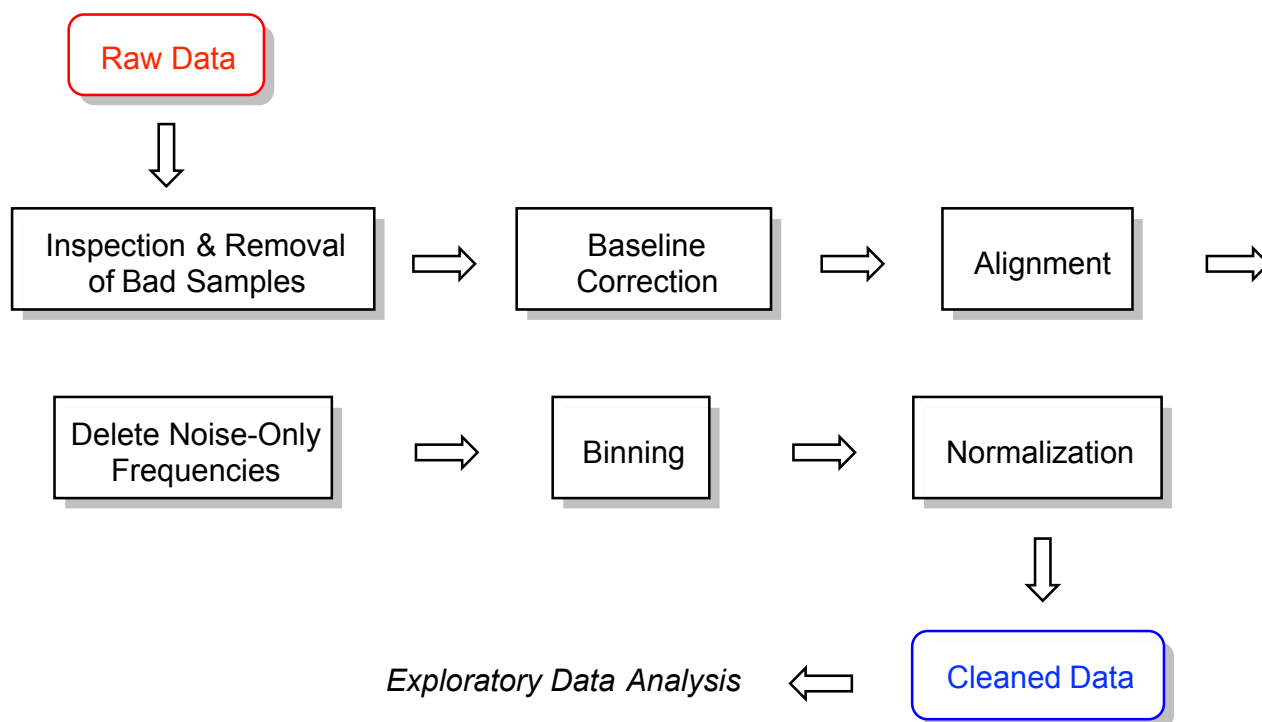 Raw Data
Inspection & Removal
of Bad Samples
Baseline
Correction
Alignment
Delete Noise-Only
Frequencies
Binning
Normalization
Cleaned Data
Exploratory Data Analysis